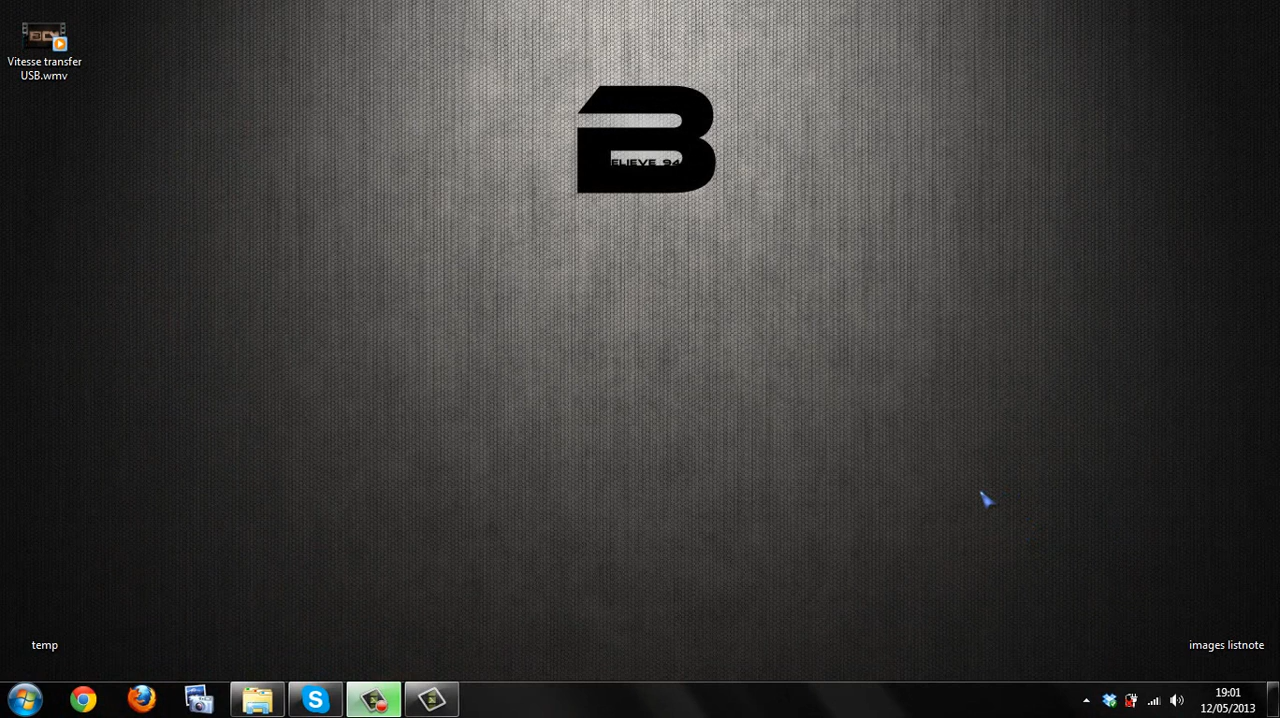 Vitesse transfer
USB.wmv
B
ELIEVE 94
temp
images listnote
S
19:01
12/05/2013